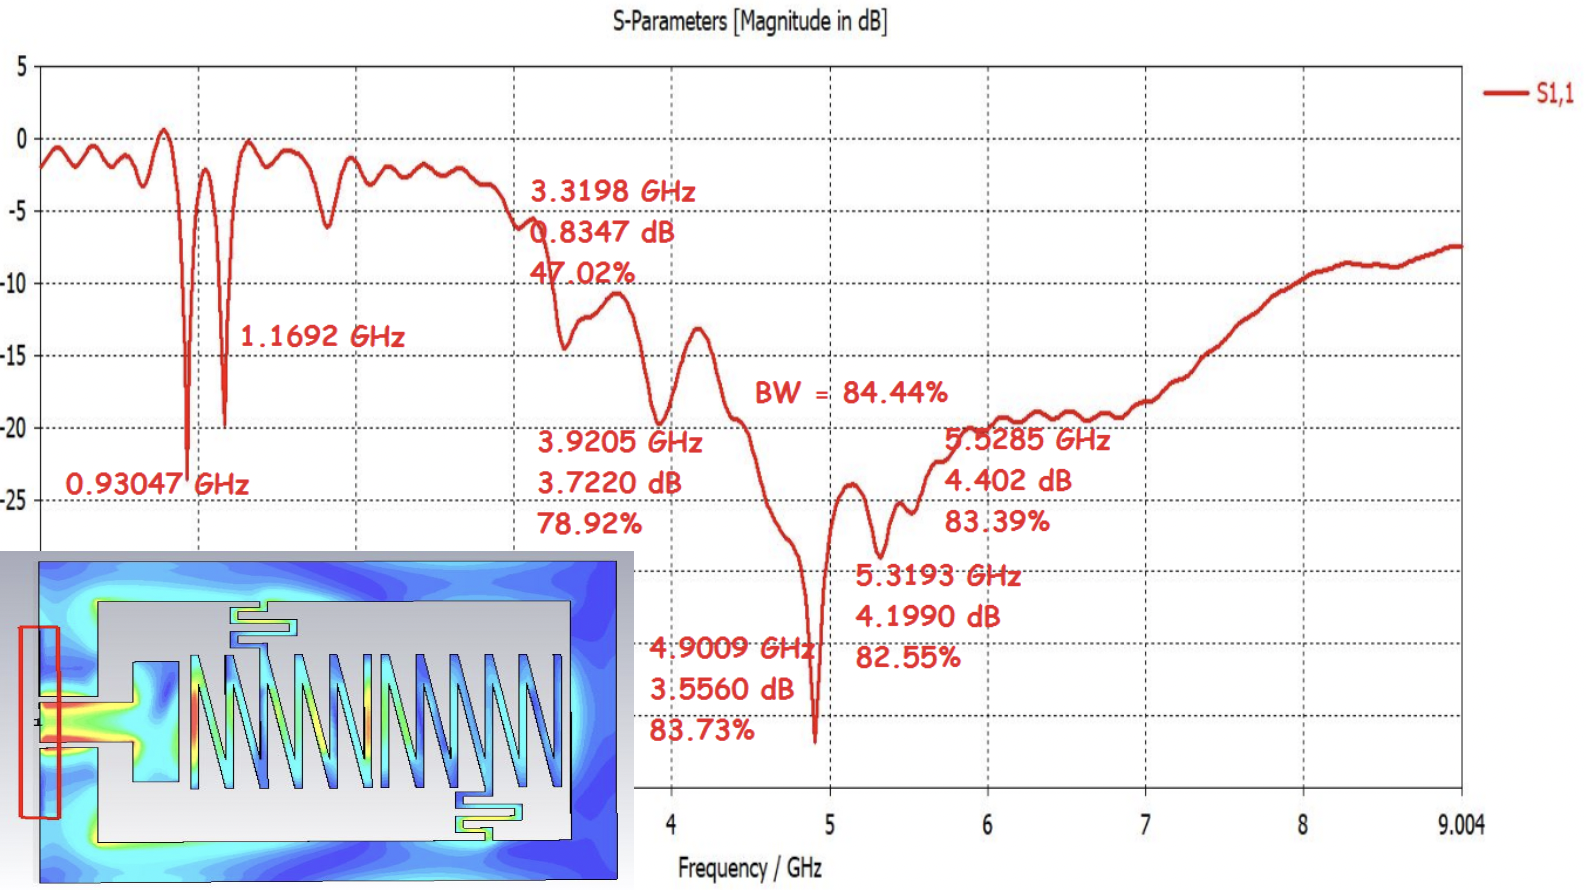 S-Parameters [Magnitude in dB]
S1,1
5
0
-5
-10
-15
-20
-25
3.3198 GHz
0.8347 dB
47.02%
1.1692 GHz
0.93047 GHz
BW = 84.44%
3.9205 GHz
3.7220 dB
78.92%
5.5285 GHz
4.402 dB
83.39%
5.3193 GHz
4.1990 dB
82.55%
4.9009 GHz
3.5560 dB
83.73%
1
4
5
6
7
8
9.004
Frequency / GHz